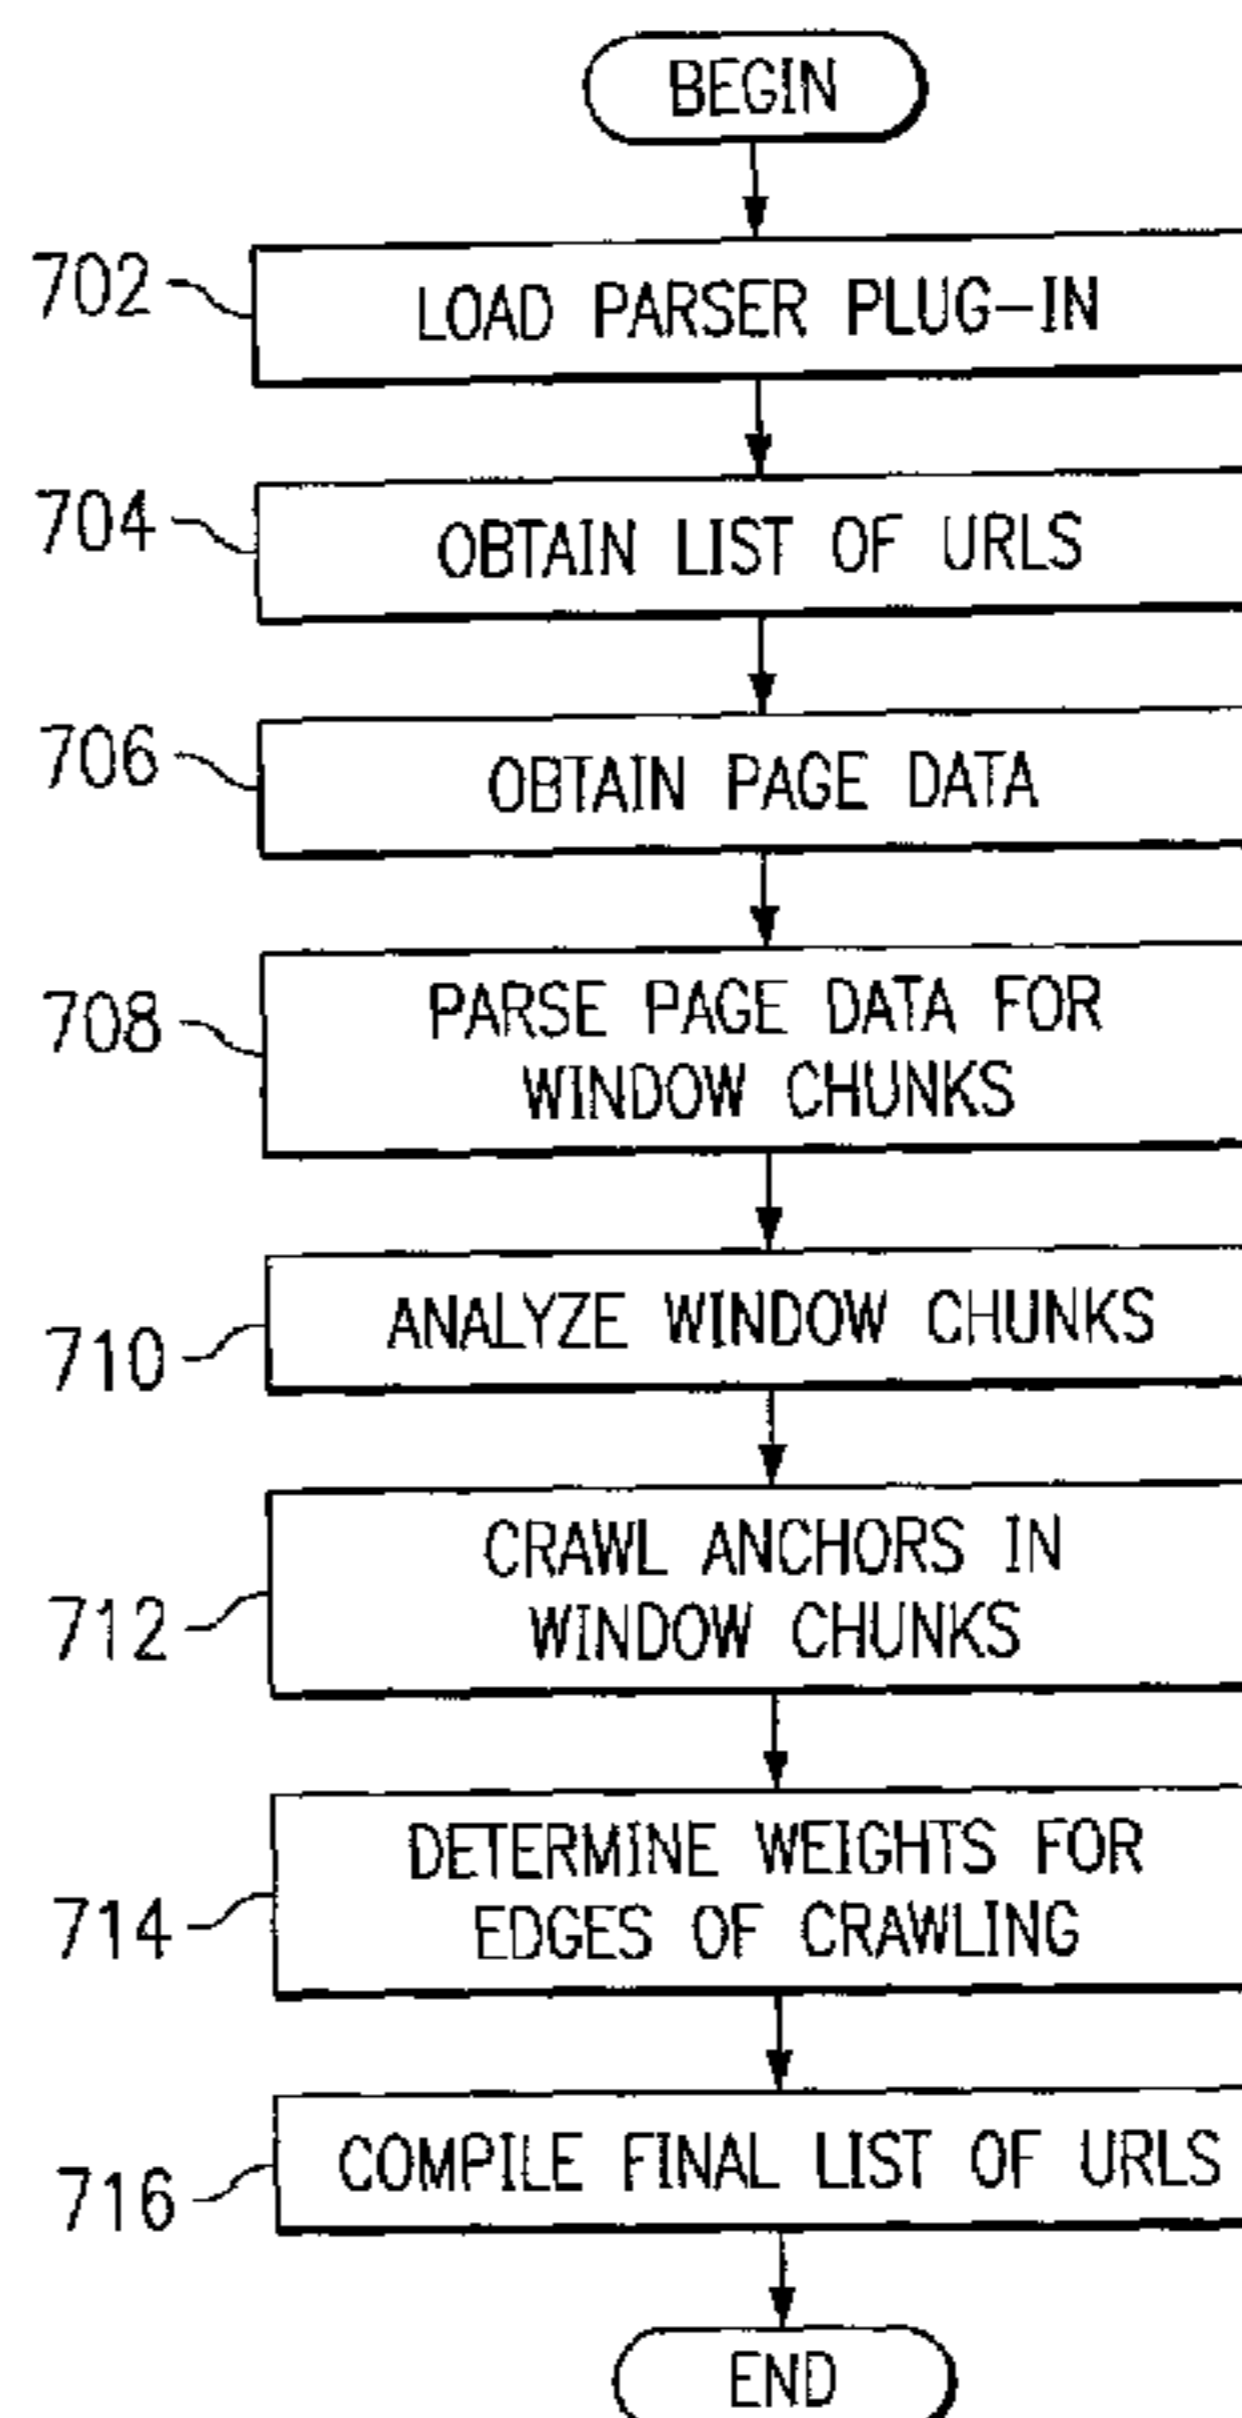 BEGIN
702
LOAD PARSER PLUG-IN
704
OBTAIN LIST OF URLS
706
OBTAIN PAGE DATA
708
PARSE PAGE DATA FOR
WINDOW CHUNKS
710
ANALYZE WINDOW CHUNKS
712
CRAWL ANCHORS IN
WINDOW CHUNKS
714
DETERMINE WEIGHTS FOR
EDGES OF CRAWLING
716
COMPILE FINAL LIST OF URLS
END